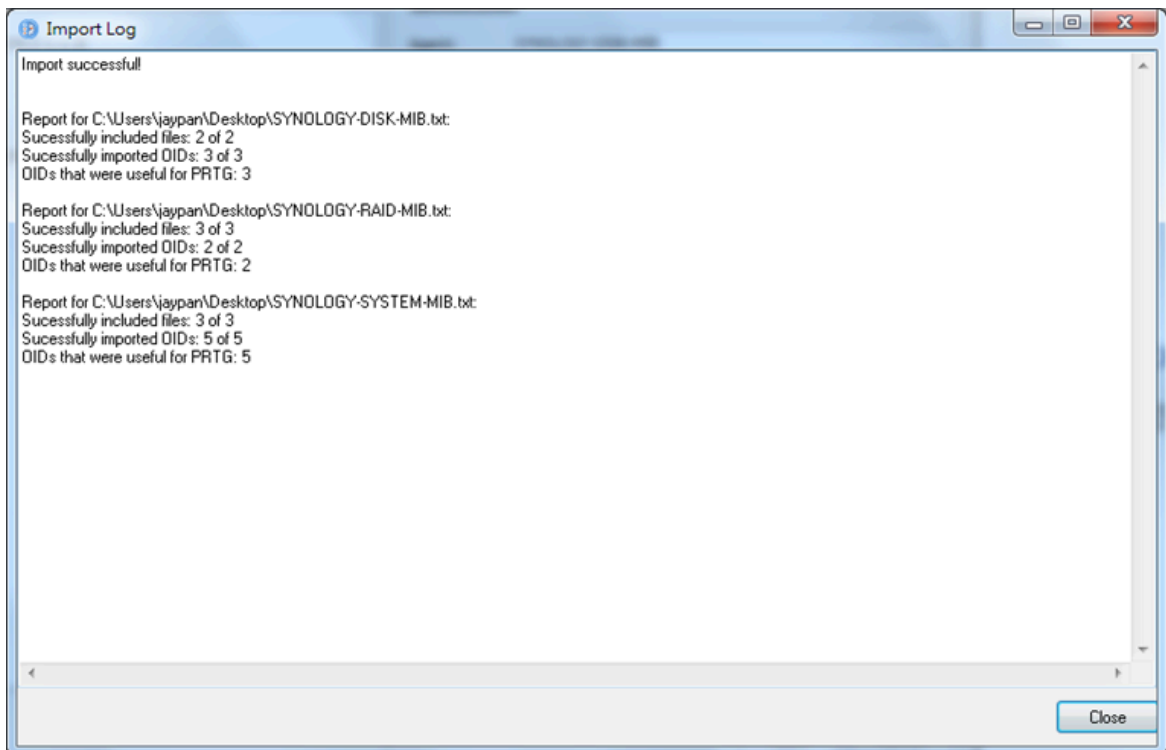 Import Log
Import successful!
Report for C:\Users\jaypan\Desktop\SYNOLOGY-DISK-MIB.txt:
Sucessfully included files: 2 of 2
Sucessfully imported OIDs: 3 of 3
OIDs that were useful for PRTG: 3
Report for C:\Users\jaypan\Desktop\SYNOLOGY-RAID-MIB.txt:
Sucessfully included files: 3 of 3
Sucessfully imported OIDs: 2 of 2
OIDs that were useful for PRTG: 2
Report for C:\Users\jaypan\Desktop\SYNOLOGY-SYSTEM-MIB.txt:
Sucessfully included files: 3 of 3
Sucessfully imported OIDs: 5 of 5
OIDs that were useful for PRTG: 5
Close